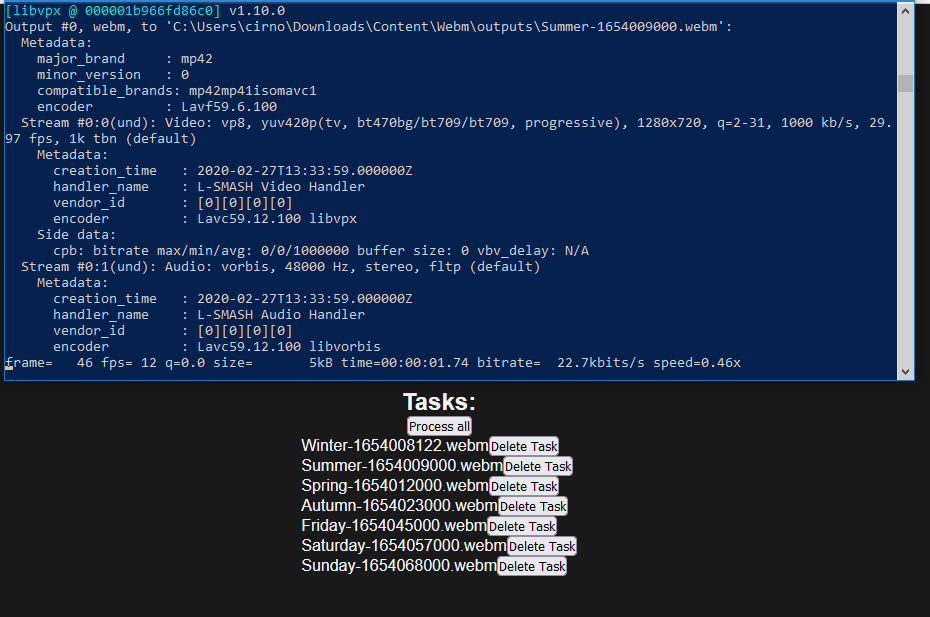 [libvpx @ 000001b966fd86c0] v1.10.0
Output #0, webm, to 'C:\Users\cirno\Downloads\Content\Webm\outputs\Summer-1654009000.webm':
  Metadata:
    major_brand     : mp42
    minor_version   : 0
    compatible_brands: mp42mp41isomavc1
    encoder         : Lavf59.6.100
  Stream #0:0(und): Video: vp8, yuv420p(tv, bt470bg/bt709/bt709, progressive), 1280x720, q=2-31, 1000 kb/s, 29.
97 fps, 1k tbn (default)
    Metadata:
      creation_time   : 2020-02-27T13:33:59.000000Z
      handler_name    : L-SMASH Video Handler
      vendor_id       : [0][0][0][0]
      encoder         : Lavc59.12.100 libvpx
    Side data:
      cpb: bitrate max/min/avg: 0/0/1000000 buffer size: 0 vbv_delay: N/A
  Stream #0:1(und): Audio: vorbis, 48000 Hz, stereo, fltp (default)
    Metadata:
      creation_time   : 2020-02-27T13:33:59.000000Z
      handler_name    : L-SMASH Audio Handler
      vendor_id       : [0][0][0][0]
      encoder         : Lavc59.12.100 libvorbis
frame=   46 fps= 12 q=0.0 size=       5kB time=00:00:01.74 bitrate=  22.7kbits/s speed=0.46x
Tasks:
Process all
Winter-1654008122.webm Delete Task
Summer-1654009000.webm Delete Task
Spring-1654012000.webm Delete Task
Autumn-1654023000.webm Delete Task
Friday-1654045000.webm Delete Task
Saturday-1654057000.webm Delete Task
Sunday-1654068000.webm Delete Task